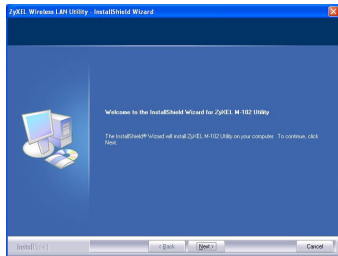 ZyXEL Wireless LAN Utility - InstallShield Wizard
Welcome to the InstallShield Wizard for ZyXEL M-102 Utility
The InstallShield® Wizard will install ZyXEL M-102 Utility on your computer. To continue, click
Next.
InstallShield
< Back
Next >
Cancel